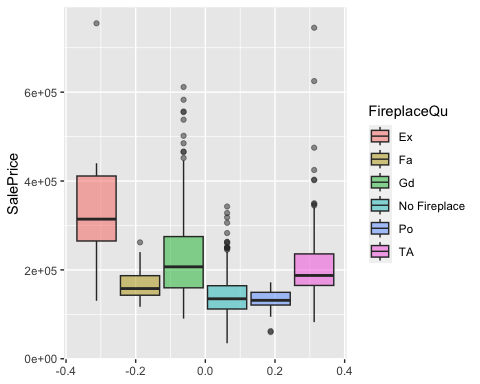 SalePrice
6e+05
4e+05
2e+05
0e+00
-0.4 -0.2 0.0 0.2 0.4
FireplaceQu
Ex
Fa
Gd
No Fireplace
Po
TA